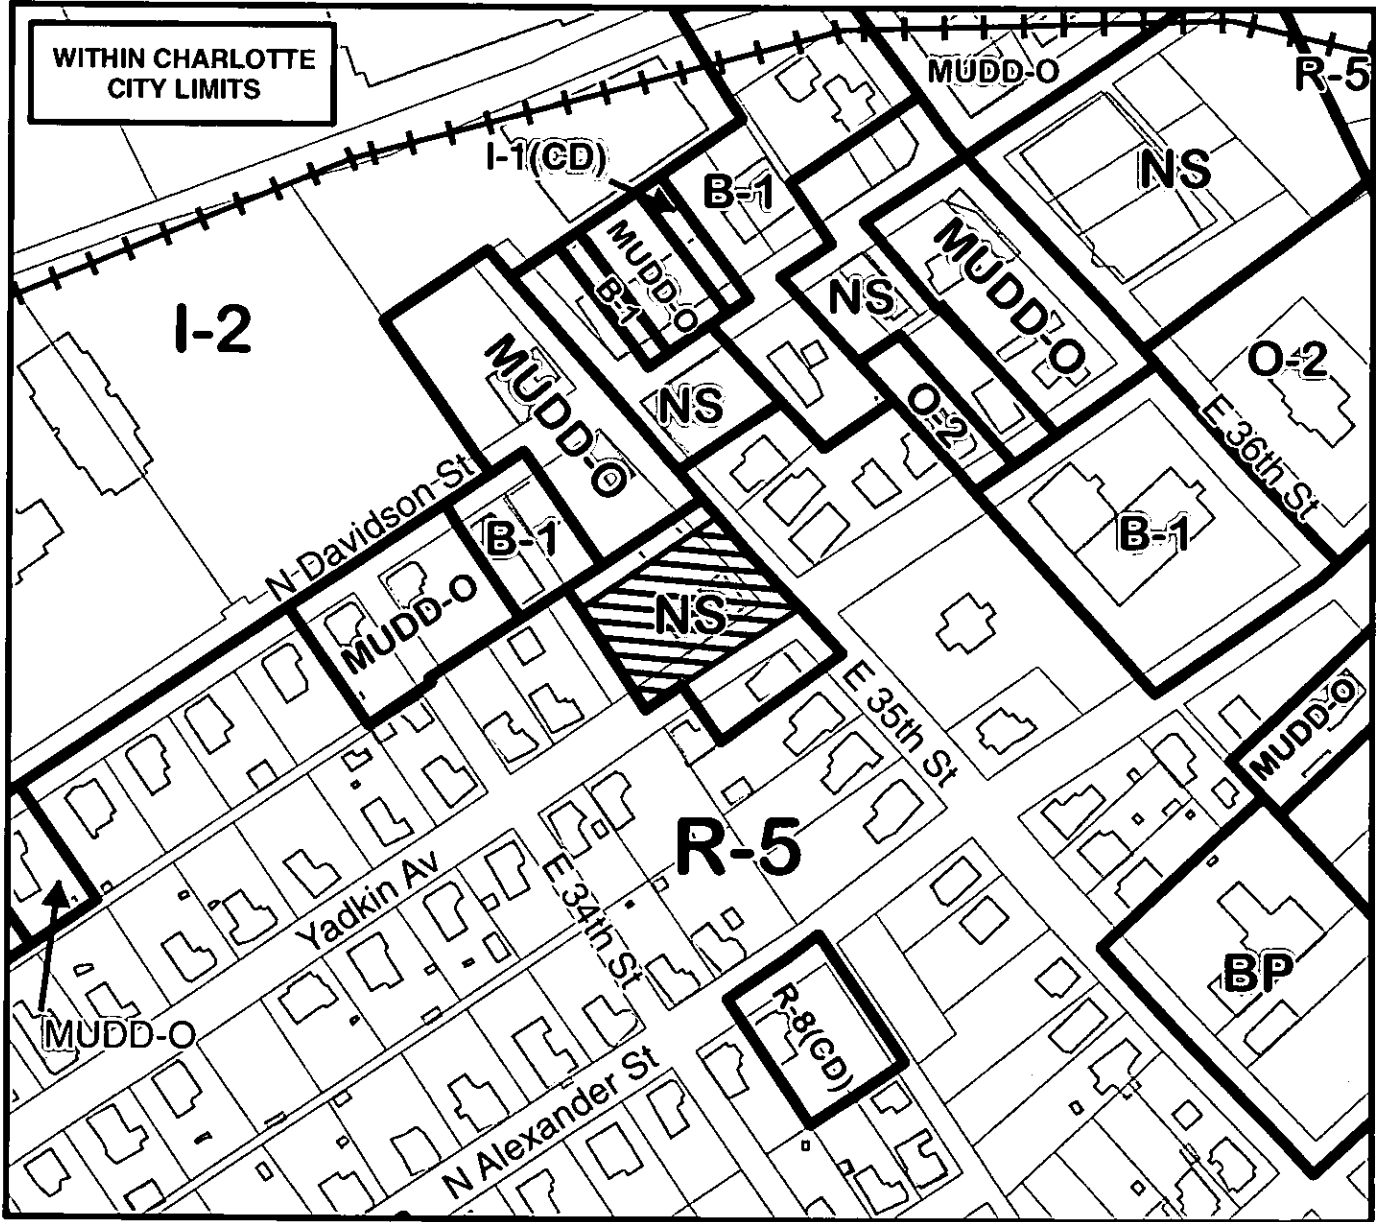 WITHIN CHARLOTTE
CITY LIMITS
MUDD-O
R-5
I-1(CD)
B-1
NS
MUDD-O
B-1
MUDD-O
NS
I-2
MUDD-O
O-2
NS
O-2
E 36th St
N Davidson St
B-1
B-1
MUDD-O
NS
E 35th St
MUDD-O
R-5
Yadkin Av
E 34th St
BP
MUDD-O
R-8(CD)
N Alexander St